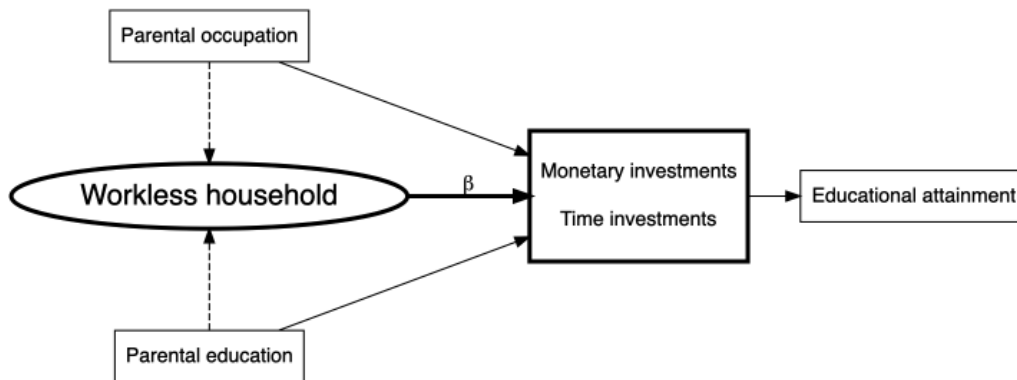 Parental occupation
Workless household
β
Monetary investments
Time investments
Educational attainment
Parental education